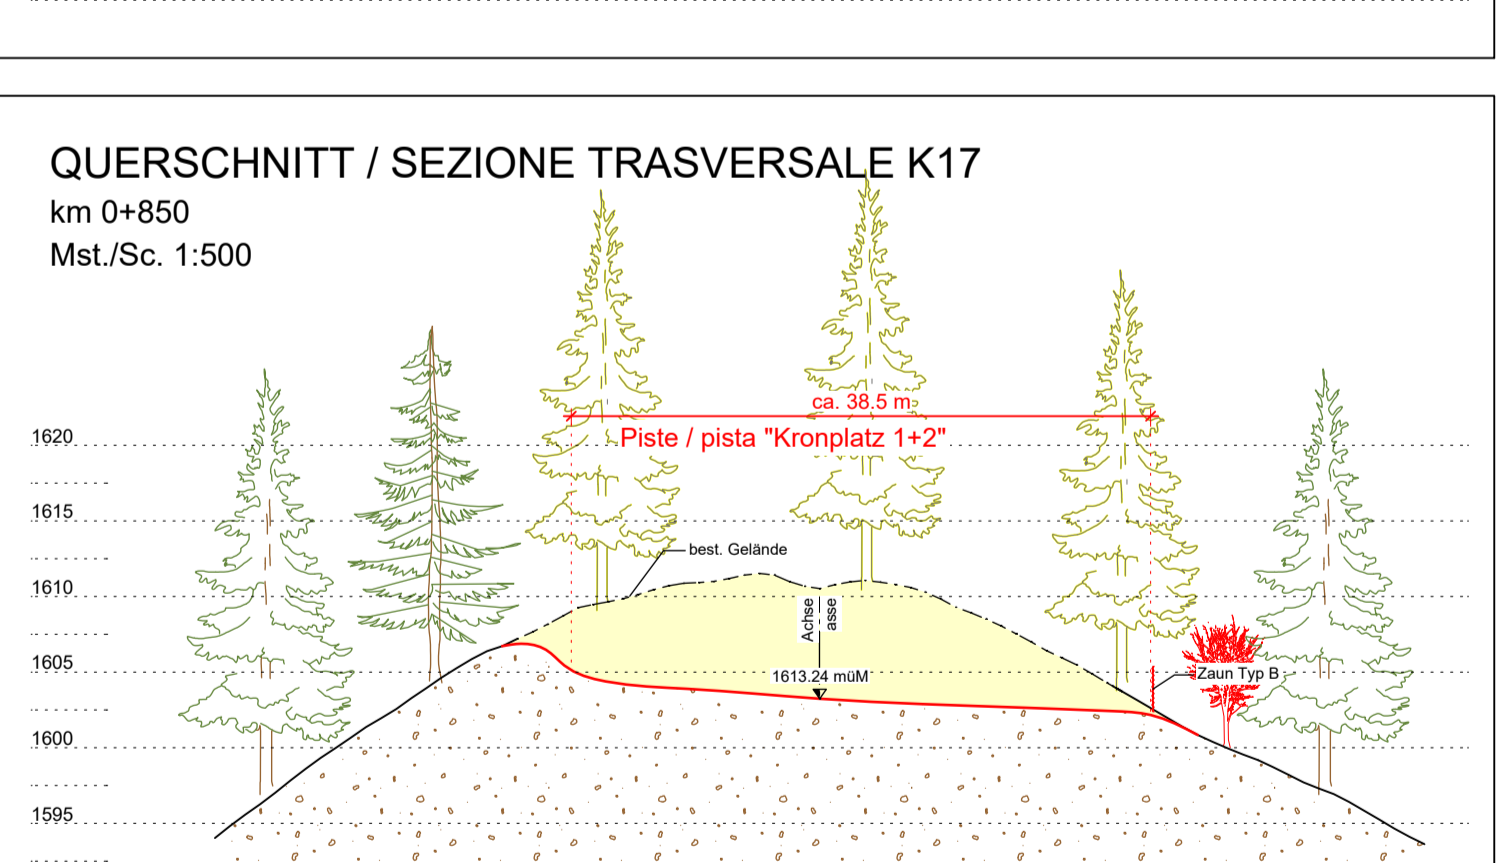 QUERSCHNITT / SEZIONE TRASVERSALE K17
km 0+850
Mst./Sc. 1:500
ca. 38.5 m
Piste / pista "Kronplatz 1+2"
1620
1615
best. Gelände
1610
Achse
asse
1605
1613.24 müM
Zaun Typ B
1600
1595